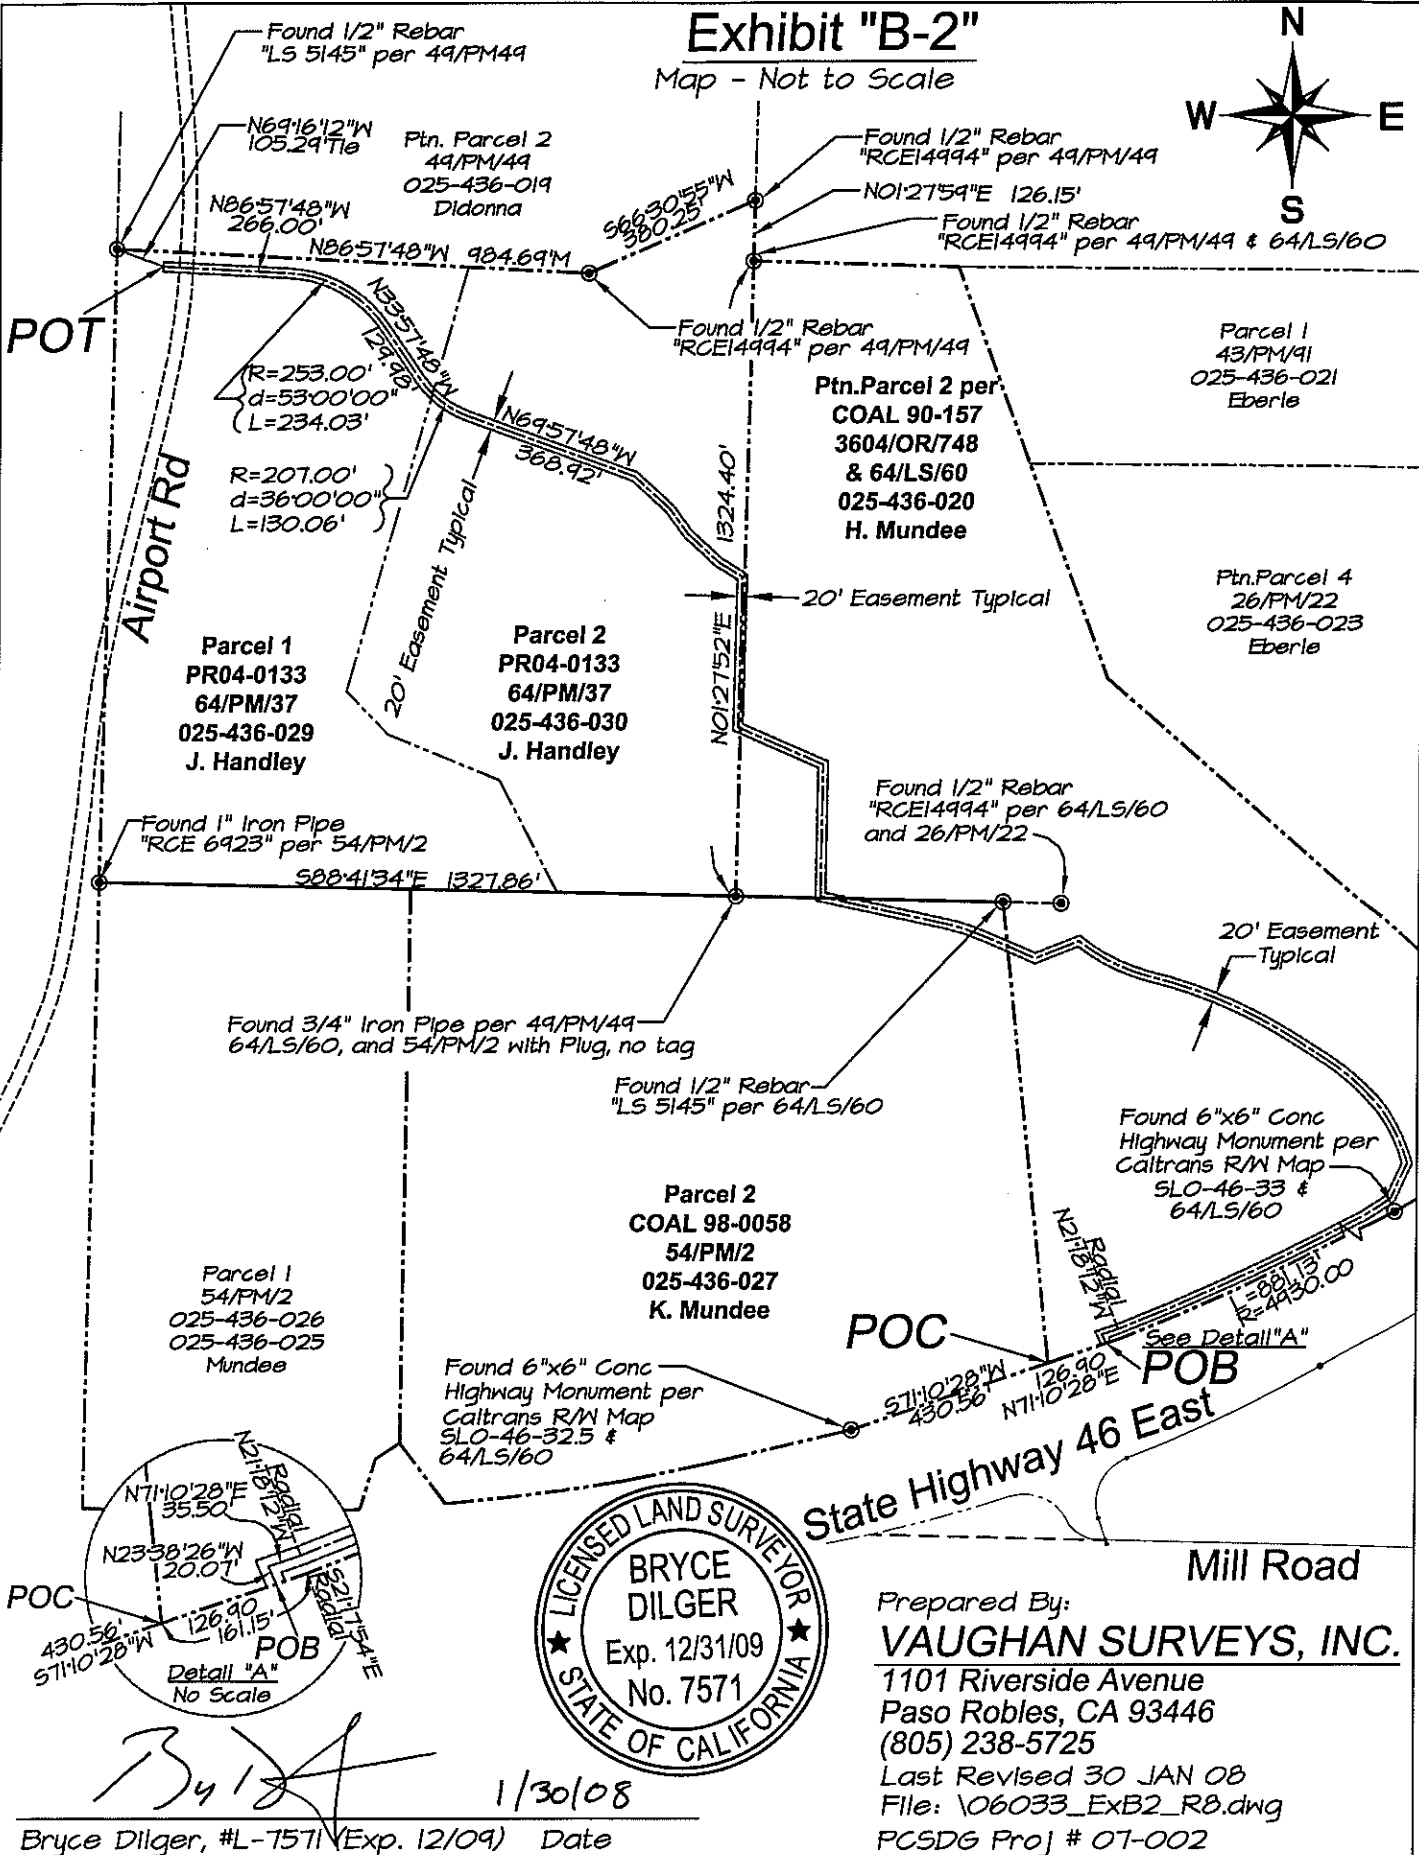 Exhibit "B-2"
Map - Not to Scale
N
W
E
S
Found 1/2" Rebar
"LS 5145" per 49/PM49
N69°16'12"W
105.29' Tie
Ptn. Parcel 2
49/PM/49
025-436-019
Didonna
Found 1/2" Rebar
"RCE14994" per 49/PM/49
N01°27'59"E 126.15'
Found 1/2" Rebar
"RCE14994" per 49/PM/49 & 64/LS/60
N86°57'48"W
266.00'
S66°30'55"W
380.25'
N86°57'48"W 984.69'M
POT
N33°57'48"W
129.98'
Found 1/2" Rebar
"RCE14994" per 49/PM/49
Parcel 1
43/PM/91
025-436-021
Eberle
R=253.00'
d=53°00'00"
L=234.03'
Ptn.Parcel 2 per
COAL 90-157
3604/OR/748
& 64/LS/60
025-436-020
H. Mundee
N69°57'48"W
368.92'
R=207.00'
d=36°00'00"
L=130.06'
Airport Rd
20' Easement Typical
1324.40'
N01°27'52"E
20' Easement Typical
Ptn.Parcel 4
26/PM/22
025-436-023
Eberle
Parcel 1
PR04-0133
64/PM/37
025-436-029
J. Handley
Parcel 2
PR04-0133
64/PM/37
025-436-030
J. Handley
Found 1" Iron Pipe
"RCE 6923" per 54/PM/2
Found 1/2" Rebar
"RCE14994" per 64/LS/60
and 26/PM/22
S88°41'34"E 1327.86'
20' Easement
Typical
Found 3/4" Iron Pipe per 49/PM/49
64/LS/60, and 54/PM/2 with Plug, no tag
Found 1/2" Rebar
"LS 5145" per 64/LS/60
Found 6"x6" Conc
Highway Monument per
Caltrans R/W Map
SLO-46-33 &
64/LS/60
Parcel 2
COAL 98-0058
54/PM/2
025-436-027
K. Mundee
N21°18'12"W
Radial
L=881.13'
R=4930.00
Parcel 1
54/PM/2
025-436-026
025-436-025
Mundee
POC
See Detail "A"
POB
Found 6"x6" Conc
Highway Monument per
Caltrans R/W Map
SLO-46-32.5 &
64/LS/60
S71°10'28"W
430.56'
126.90
N71°10'28"E
State Highway 46 East
Mill Road
N21°18'12"W
Radial
N71°10'28"E
35.50
N23°38'26"W
20.07'
POC
126.90
161.15'
430.56'
S71°10'28"W
POB
S21°17'54"E
Radial
Detail "A"
No Scale
LICENSED LAND SURVEYOR
BRYCE
DILGER
Exp. 12/31/09
No. 7571
STATE OF CALIFORNIA
Prepared By:
VAUGHAN SURVEYS, INC.
1101 Riverside Avenue
Paso Robles, CA 93446
(805) 238-5725
Last Revised 30 JAN 08
File: \06033_ExB2_R8.dwg
PCSDG Proj # 07-002
1/30/08
Bryce Dilger, #L-7571 (Exp. 12/09) Date